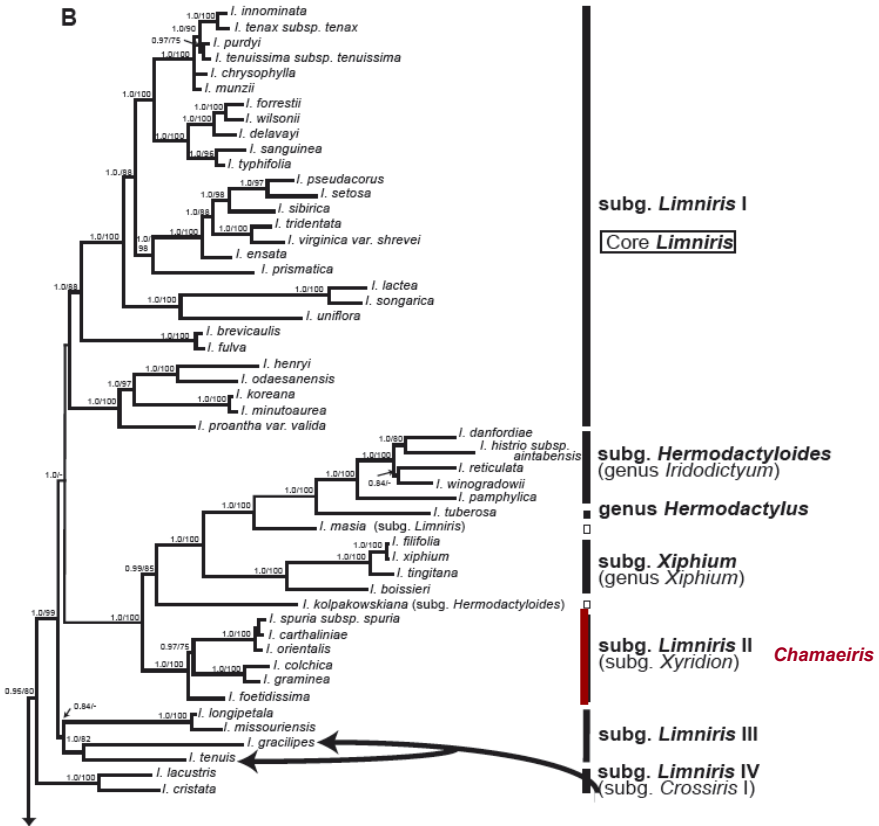 B
1.0/100
I. innominata
1.0/90
I. tenax subsp. tenax
0.97/75
I. purdyi
1.0/100
I. tenuissima subsp. tenuissima
I. chrysophylla
I. munzii
1.0/100
I. forrestii
1.0/100
I. wilsonii
I. delavayi
1.0/100
1.0/96
I. sanguinea
I. typhifolia
1.0/88
1.0/97
I. pseudacorus
1.0/98
I. setosa
1.0/88
I. sibirica
1.0/100
I. tridentata
1.0/100
I. virginica var. shrevei
1.0/
98
I. ensata
I. prismatica
1.0/88
1.0/100
I. lactea
1.0/100
I. songarica
I. uniflora
1.0/100
I. brevicaulis
I. fulva
subg. Limniris I
Core Limniris
1.0/88
1.0/100
I. henryi
1.0/97
I. odaesanensis
1.0/100
1.0/100
I. koreana
I. minutoaurea
I. proantha var. valida
1.0/-
1.0/80
I. danfordiae
1.0/100
I. histrio subsp.
aintabensis
I. reticulata
0.84/-
I. winogradowii
1.0/100
I. pamphylica
subg. Hermodactyloides
(genus Iridodictyum)
1.0/100
I. tuberosa
genus Hermodactylus
1.0/100
I. masia (subg. Limniris)
1.0/100
I. filifolia
1.0/100
I. xiphium
1.0/100
I. tingitana
I. boissieri
subg. Xiphium
(genus Xiphium)
0.99/85
I. kolpakowskiana (subg. Hermodactyloides)
1.0/99
I. spuria subsp. spuria
1.0/100
I. carthaliniae
0.97/75
I. orientalis
1.0/100
1.0/100
I. colchica
I. graminea
I. foetidissima
subg. Limniris II
(subg. Xyridion)
Chamaeiris
0.95/80
0.84/-
1.0/100
I. longipetala
I. missouriensis
1.0/82
I. gracilipes
I. tenuis
subg. Limniris III
1.0/100
I. lacustris
I. cristata
subg. Limniris IV
(subg. Crossiris I)